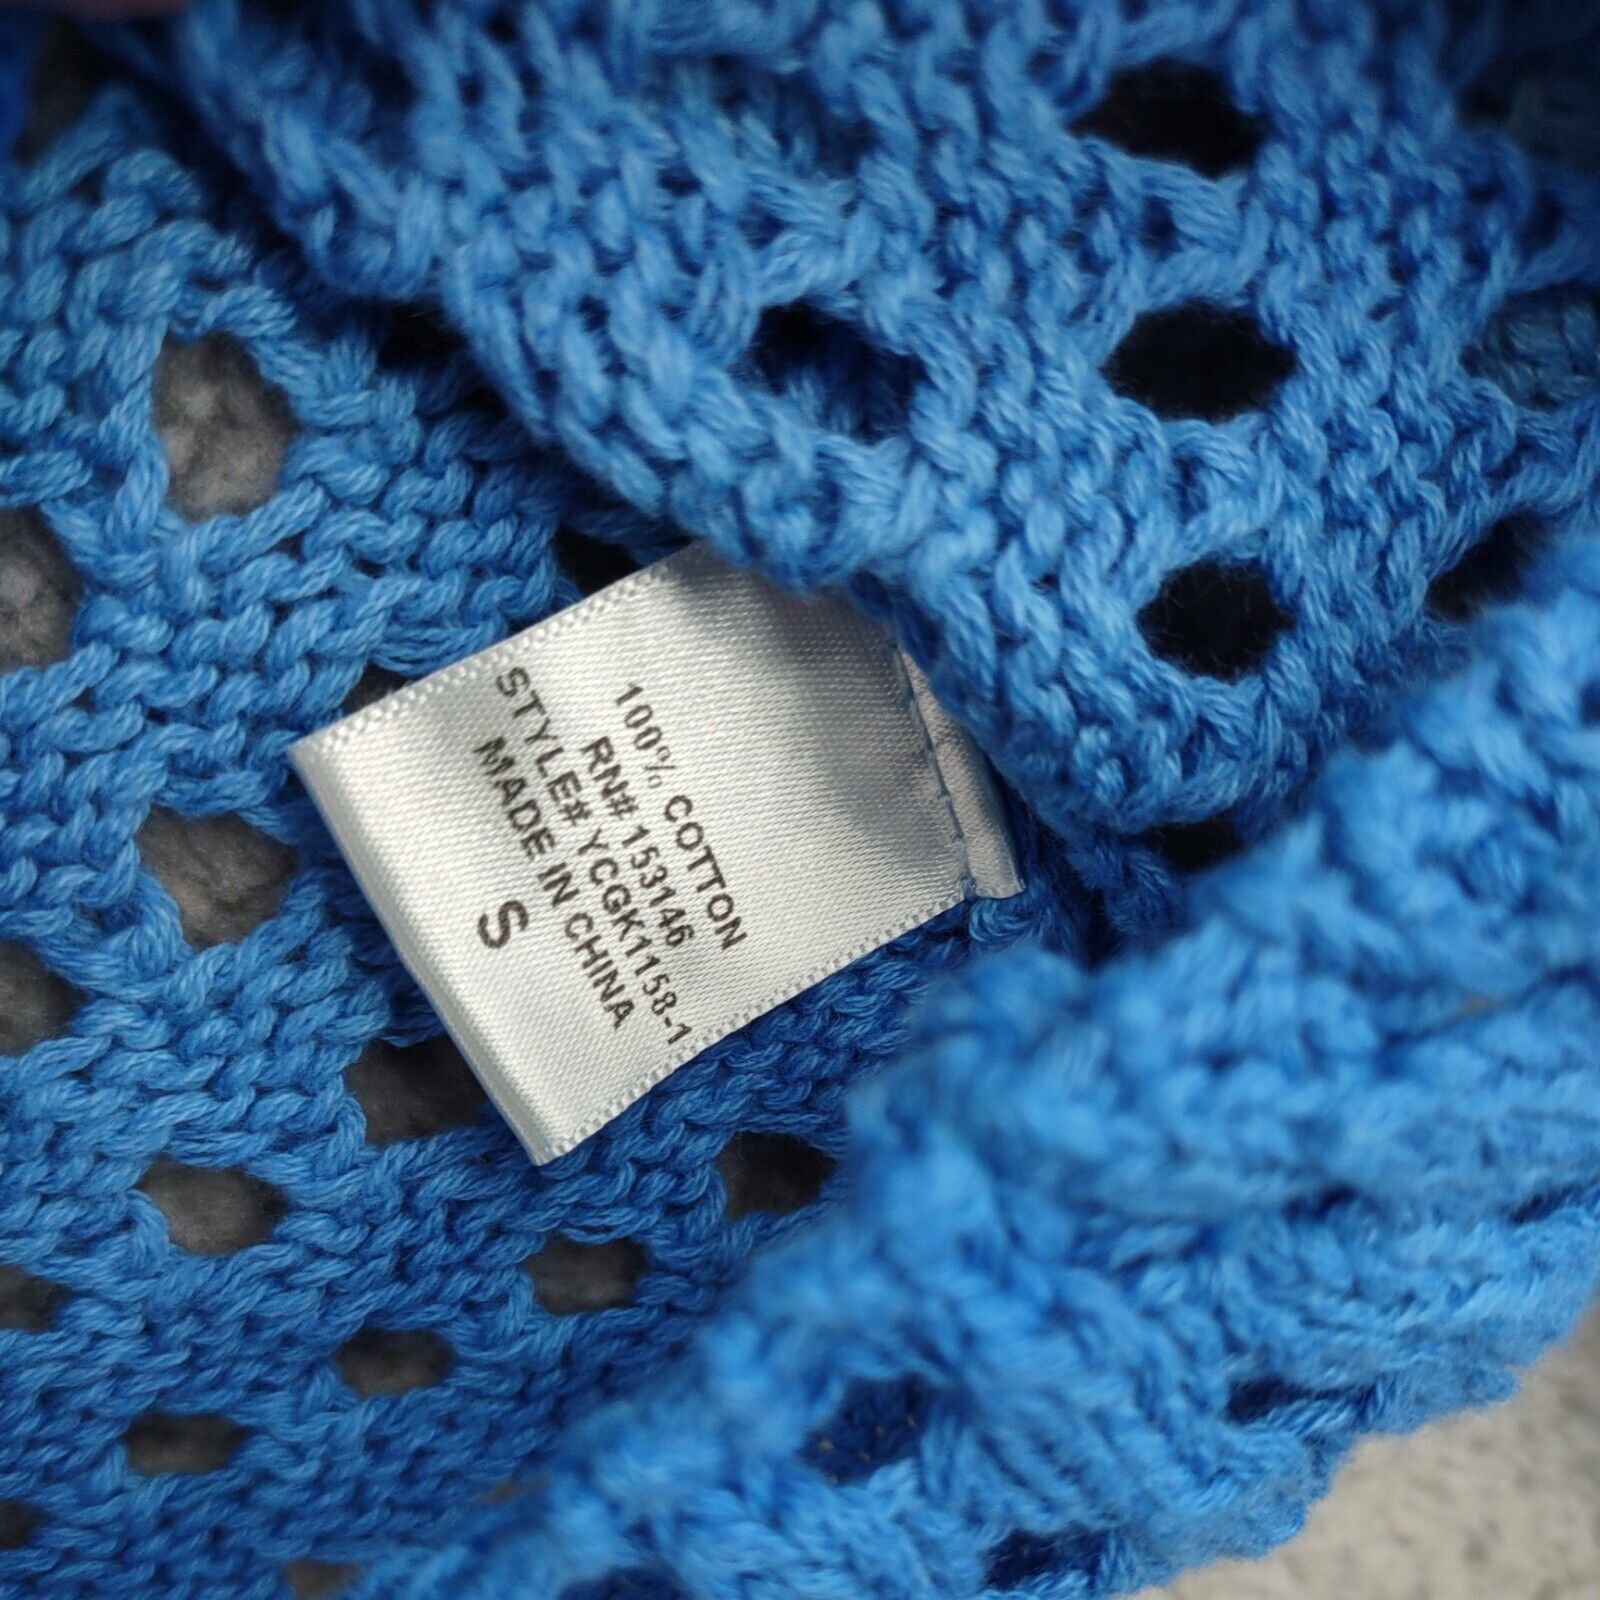 100% COTTON
RN# 153146
STYLE# YCGK1158-1
MADE IN CHINA
S